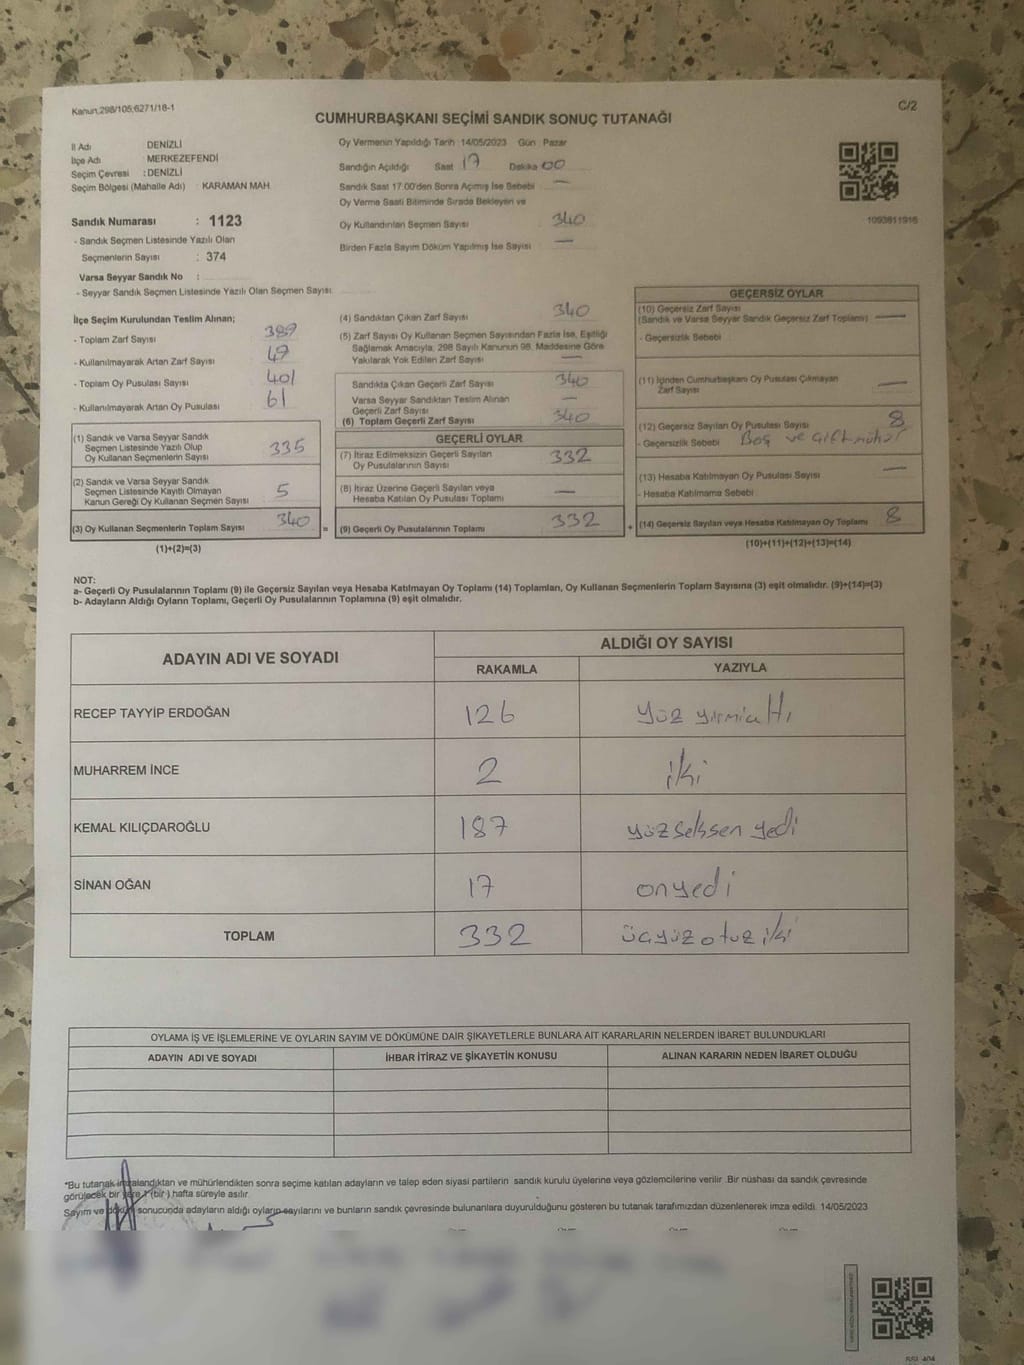 Kanun:298/105;6271/18-1
C/2
CUMHURBAŞKANI SEÇİMİ SANDIK SONUÇ TUTANAĞI
İl Adı DENİZLİ
İlçe Adı MERKEZEFENDİ
Seçim Çevresi : DENİZLİ
Seçim Bölgesi (Mahalle Adı) : KARAMAN MAH
Sandık Numarası : 1123
- Sandık Seçmen Listesinde Yazılı Olan
Seçmenlerin Sayısı : 374
Varsa Seyyar Sandık No :
- Seyyar Sandık Seçmen Listesinde Yazılı Olan Seçmen Sayısı:
Oy Vermenin Yapıldığı Tarih :14/05/2023 Gün Pazar
Sandığın Açıldığı Saat 17 Dakika 00
Sandık Saat 17:00'den Sonra Açılmış İse Sebebi —
Oy Verme Saati Bitiminde Sırada Bekleyen ve
Oy Kullandırılan Seçmen Sayısı 340
Birden Fazla Sayım Döküm Yapılmış İse Sayısı —
1093811916
İlçe Seçim Kurulundan Teslim Alınan;
- Toplam Zarf Sayısı 389
- Kullanılmayarak Artan Zarf Sayısı 49
- Toplam Oy Pusulası Sayısı 401
- Kullanılmayarak Artan Oy Pusulası 61
(1) Sandık ve Varsa Seyyar Sandık
Seçmen Listesinde Yazılı Olup
Oy Kullanan Seçmenlerin Sayısı 335
(2) Sandık ve Varsa Seyyar Sandık
Seçmen Listesinde Kayıtlı Olmayan
Kanun Gereği Oy Kullanan Seçmen Sayısı 5
(3) Oy Kullanan Seçmenlerin Toplam Sayısı 340
(1)+(2)=(3)
=
(4) Sandıktan Çıkan Zarf Sayısı 340
(5) Zarf Sayısı Oy Kullanan Seçmen Sayısından Fazla İse, Eşitliği
Sağlamak Amacıyla, 298 Sayılı Kanunun 98. Maddesine Göre
Yakılarak Yok Edilen Zarf Sayısı —
Sandıkta Çıkan Geçerli Zarf Sayısı 340
Varsa Seyyar Sandıktan Teslim Alınan
Geçerli Zarf Sayısı —
(6) Toplam Geçerli Zarf Sayısı 340
GEÇERLİ OYLAR
(7) İtiraz Edilmeksizin Geçerli Sayılan
Oy Pusulalarının Sayısı 332
(8) İtiraz Üzerine Geçerli Sayılan veya
Hesaba Katılan Oy Pusulası Toplamı —
(9) Geçerli Oy Pusulalarının Toplamı 332
+
GEÇERSİZ OYLAR
(10) Geçersiz Zarf Sayısı
(Sandık ve Varsa Seyyar Sandık Geçersiz Zarf Toplamı) —
- Geçersizlik Sebebi
(11) İçinden Cumhurbaşkanı Oy Pusulası Çıkmayan
Zarf Sayısı —
(12) Geçersiz Sayılan Oy Pusulası Sayısı 8
- Geçersizlik Sebebi Boş ve çift mühür
(13) Hesaba Katılmayan Oy Pusulası Sayısı —
- Hesaba Katılmama Sebebi
(14) Geçersiz Sayılan veya Hesaba Katılmayan Oy Toplamı 8
(10)+(11)+(12)+(13)=(14)
NOT:
a- Geçerli Oy Pusulalarının Toplamı (9) ile Geçersiz Sayılan veya Hesaba Katılmayan Oy Toplamı (14) Toplamları, Oy Kullanan Seçmenlerin Toplam Sayısına (3) eşit olmalıdır. (9)+(14)=(3)
b- Adayların Aldığı Oyların Toplamı, Geçerli Oy Pusulalarının Toplamına (9) eşit olmalıdır.
ADAYIN ADI VE SOYADI
ALDIĞI OY SAYISI
RAKAMLA YAZIYLA
RECEP TAYYİP ERDOĞAN 126 yüz yirmialtı
MUHARREM İNCE 2 iki
KEMAL KILIÇDAROĞLU 187 yüzseksen yedi
SİNAN OĞAN 17 onyedi
TOPLAM 332 üçyüz otuz iki
OYLAMA İŞ VE İŞLEMLERİNE VE OYLARIN SAYIM VE DÖKÜMÜNE DAİR ŞİKAYETLERLE BUNLARA AİT KARARLARIN NELERDEN İBARET BULUNDUKLARI
ADAYIN ADI VE SOYADI İHBAR İTİRAZ VE ŞİKAYETİN KONUSU ALINAN KARARIN NEDEN İBARET OLDUĞU
*Bu tutanak imzalandıktan ve mühürlendikten sonra seçime katılan adayların ve talep eden siyasi partilerin sandık kurulu üyelerine veya gözlemcilerine verilir. Bir nüshası da sandık çevresinde
görülecek bir yere 1 (bir) hafta süreyle asılır.
Sayım ve döküm sonucunda adayların aldığı oyların sayılarını ve bunların sandık çevresinde bulunanlara duyurulduğunu gösteren bu tutanak tarafımızdan düzenlenerek imza edildi. 14/05/2023